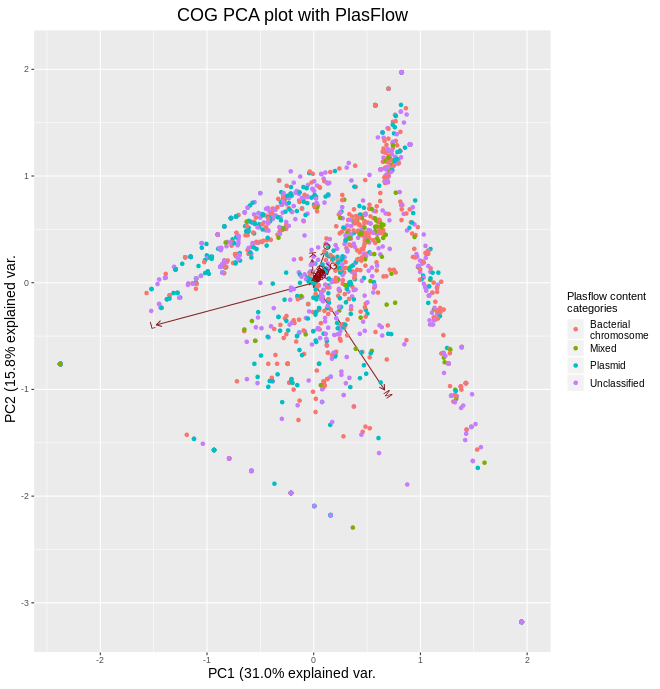 COG PCA plot with PlasFlow
PC2 (15.8% explained var.
2
1
0
-1
-2
-3
L
M
K
O
G
-2
-1
0
1
2
PC1 (31.0% explained var.
Plasflow content
categories
Bacterial
chromosome
Mixed
Plasmid
Unclassified